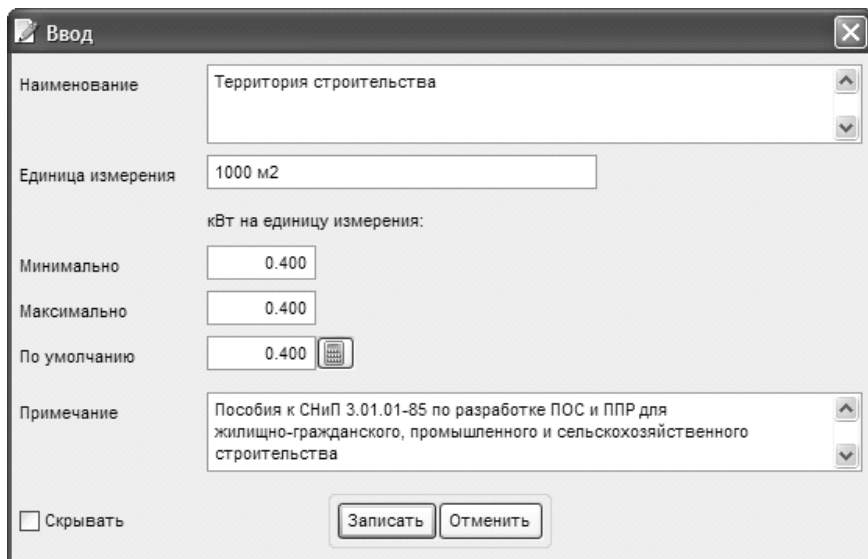 Ввод
Наименование
Территория строительства
Единица измерения
1000 м2
кВт на единицу измерения:
Минимально
0.400
Максимально
0.400
По умолчанию
0.400
Примечание
Пособия к СНиП 3.01.01-85 по разработке ПОС и ППР для
жилищно-гражданского, промышленного и сельскохозяйственного
строительства
Скрывать
Записать
Отменить